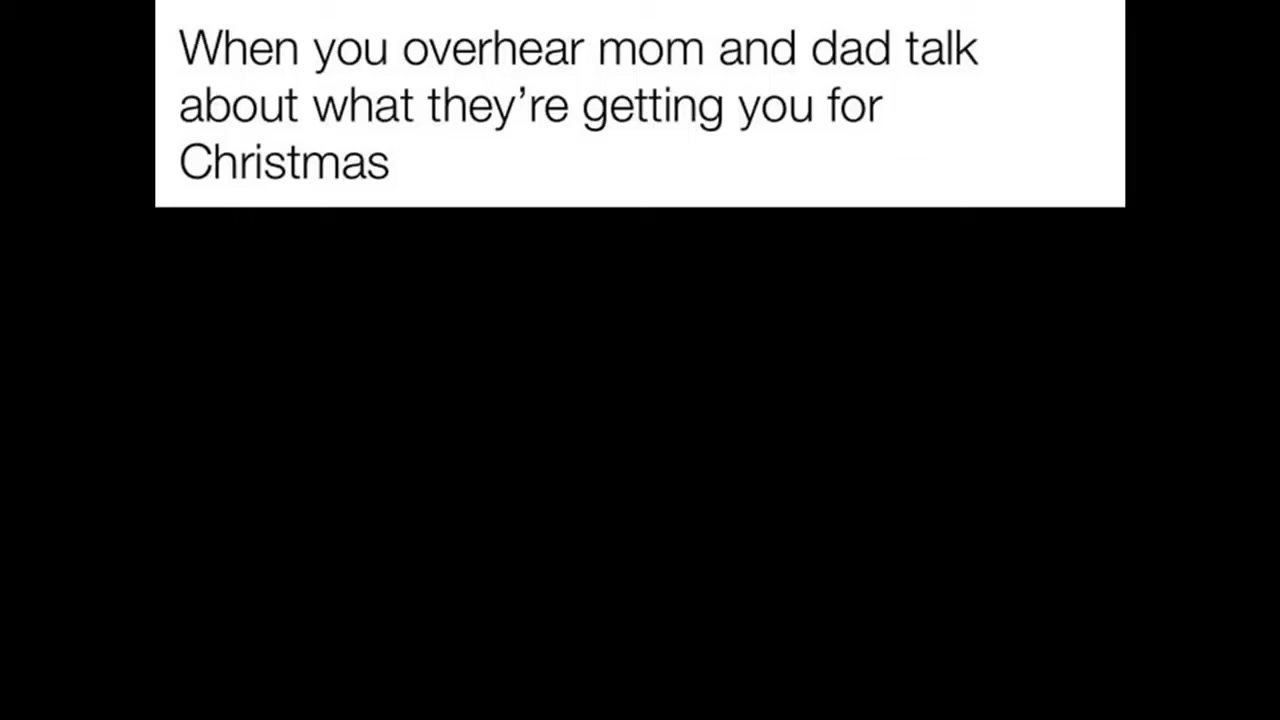 When you overhear mom and dad talk
about what they’re getting you for
Christmas